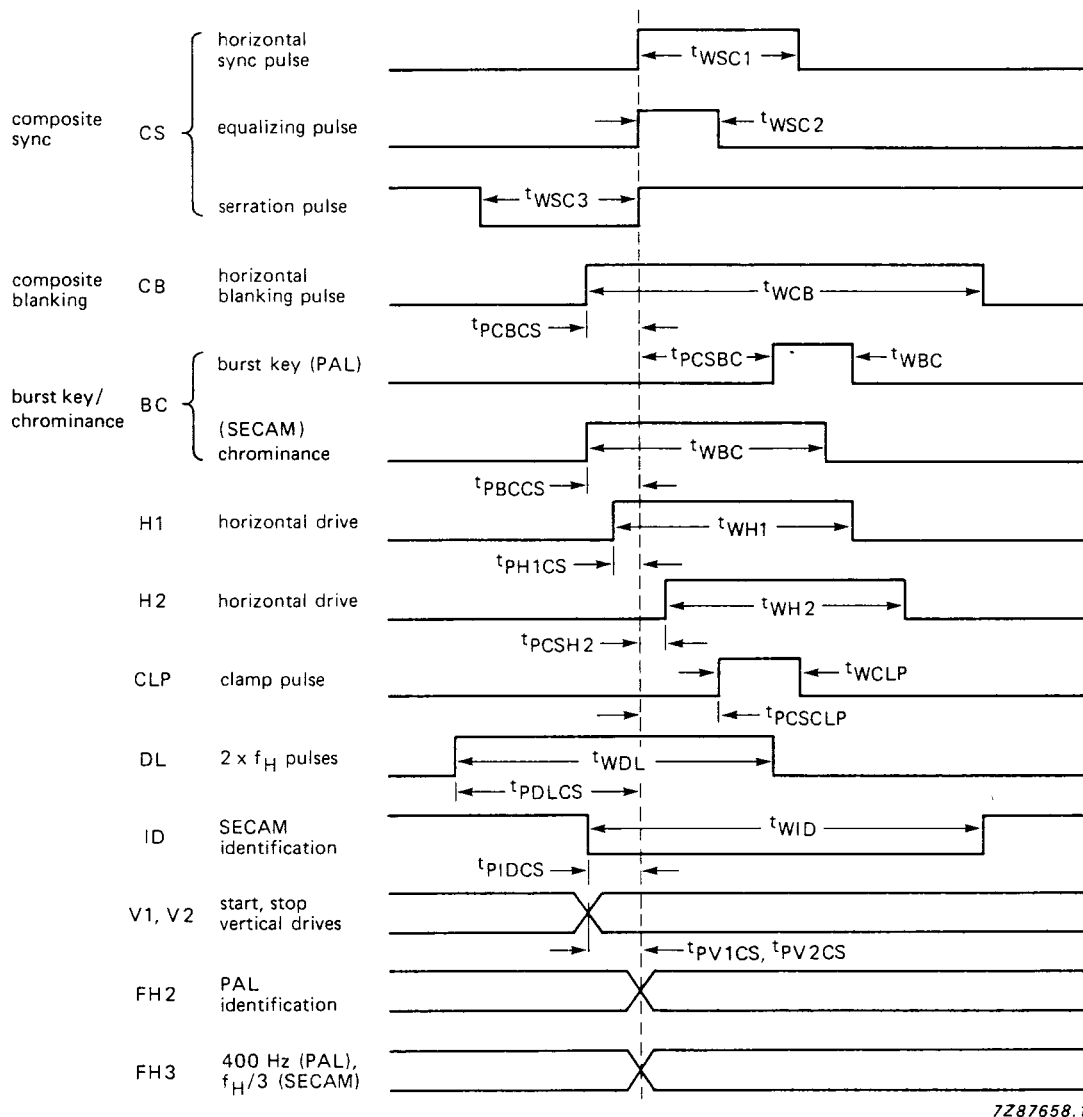 horizontal
sync pulse
tWSC1
composite
sync
CS
equalizing pulse
tWSC2
serration pulse
tWSC3
composite
blanking
CB
horizontal
blanking pulse
tWCB
tPCBCS
burst key/
chrominance
BC
burst key (PAL)
tPCSBC
tWBC
(SECAM)
chrominance
tWBC
tPBCCS
H1
horizontal drive
tWH1
tPH1CS
H2
horizontal drive
tWH2
tPCSH2
CLP
clamp pulse
tWCLP
tPCSCLP
DL
2 x fH pulses
tWDL
tPDLCS
ID
SECAM
identification
tWID
tPIDCS
V1, V2
start, stop
vertical drives
tPV1CS, tPV2CS
FH2
PAL
identification
FH3
400 Hz (PAL),
fH/3 (SECAM)
7Z87658.